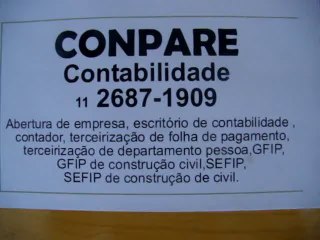 CONPARE
Contabilidade
11 2687-1909
Abertura de empresa, escritório de contabilidade ,
contador, terceirização de folha de pagamento,
terceirização de departamento pessoa,GFIP,
GFIP de construção civil,SEFIP,
SEFIP de construção de civil.